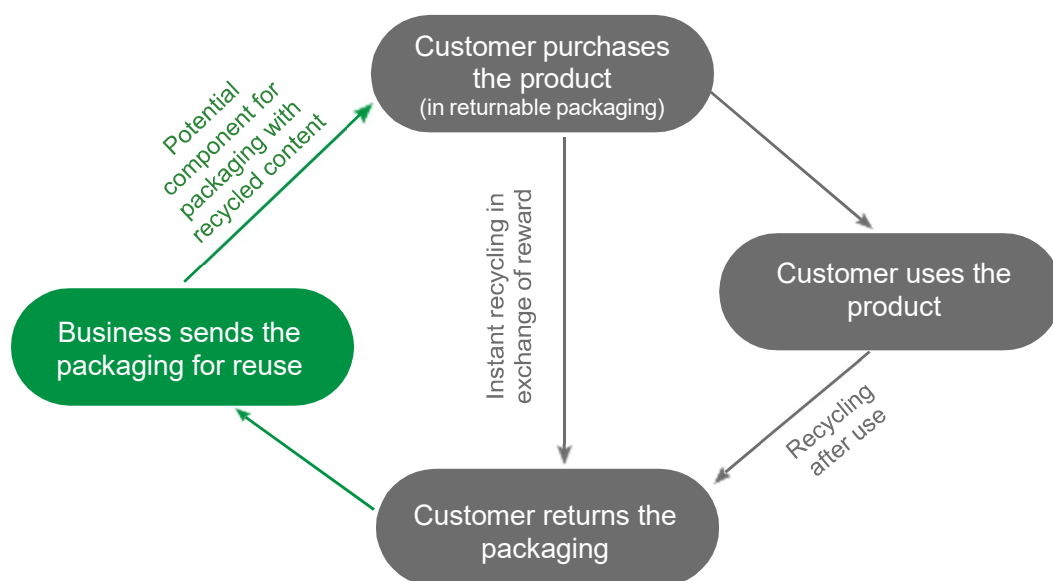 Customer purchases
the product
(in returnable packaging)
Potential
component for
packaging with
recycled content
Instant recycling in
exchange of reward
Customer uses the
product
Business sends the
packaging for reuse
Recycling
after use
Customer returns the
packaging